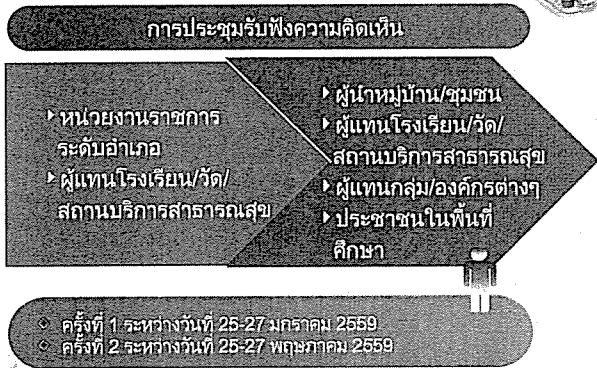 การประชุมรับฟังความคิดเห็น
หน่วยงานราชการ
ระดับอำเภอ
ผู้แทนโรงเรียน/วัด/
สถานบริการสาธารณสุข
ผู้นำหมู่บ้าน/ชุมชน
ผู้แทนโรงเรียน/วัด/
สถานบริการสาธารณสุข
ผู้แทนกลุ่ม/องค์กรต่างๆ
ประชาชนในพื้นที่
ศึกษา
ครั้งที่ 1 ระหว่างวันที่ 25-27 มกราคม 2559
ครั้งที่ 2 ระหว่างวันที่ 25-27 พฤษภาคม 2559